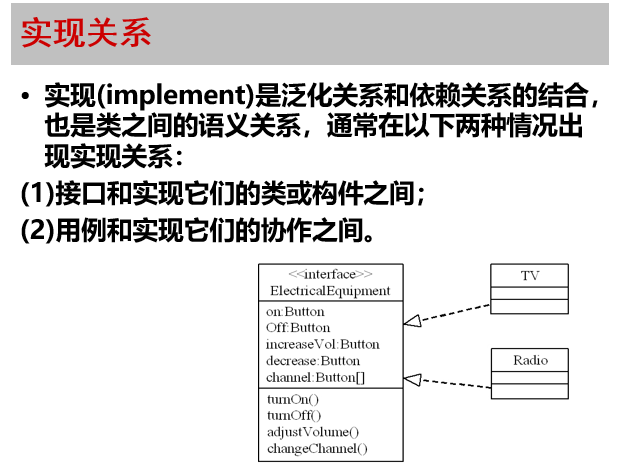 实现关系
• 实现(implement)是泛化关系和依赖关系的结合，
也是类之间的语义关系，通常在以下两种情况出
现实现关系：
(1)接口和实现它们的类或构件之间；
(2)用例和实现它们的协作之间。
<<interface>>
ElectricalEquipment
on:Button
Off:Button
increaseVol:Button
decrease:Button
channel:Button[]
turnOn()
turnOff()
adjustVolume()
changeChannel()
TV
Radio